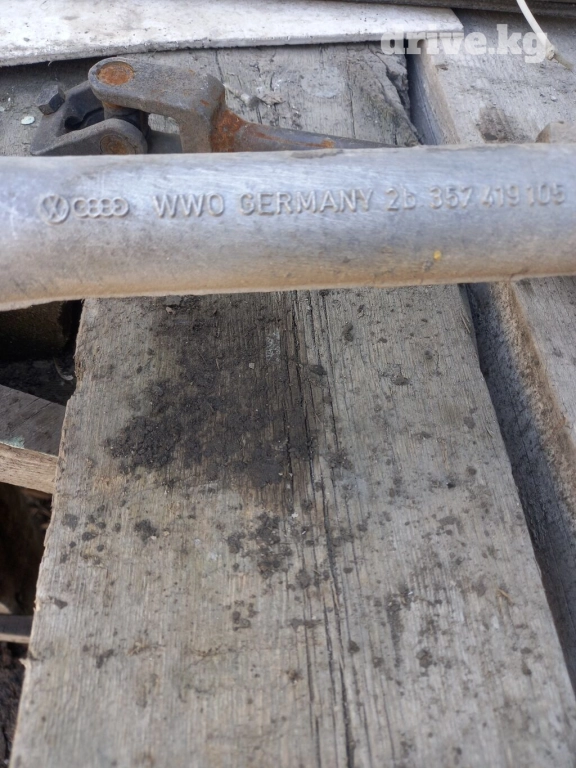 drive.kg
WWO GERMANY 2b 357 419 105